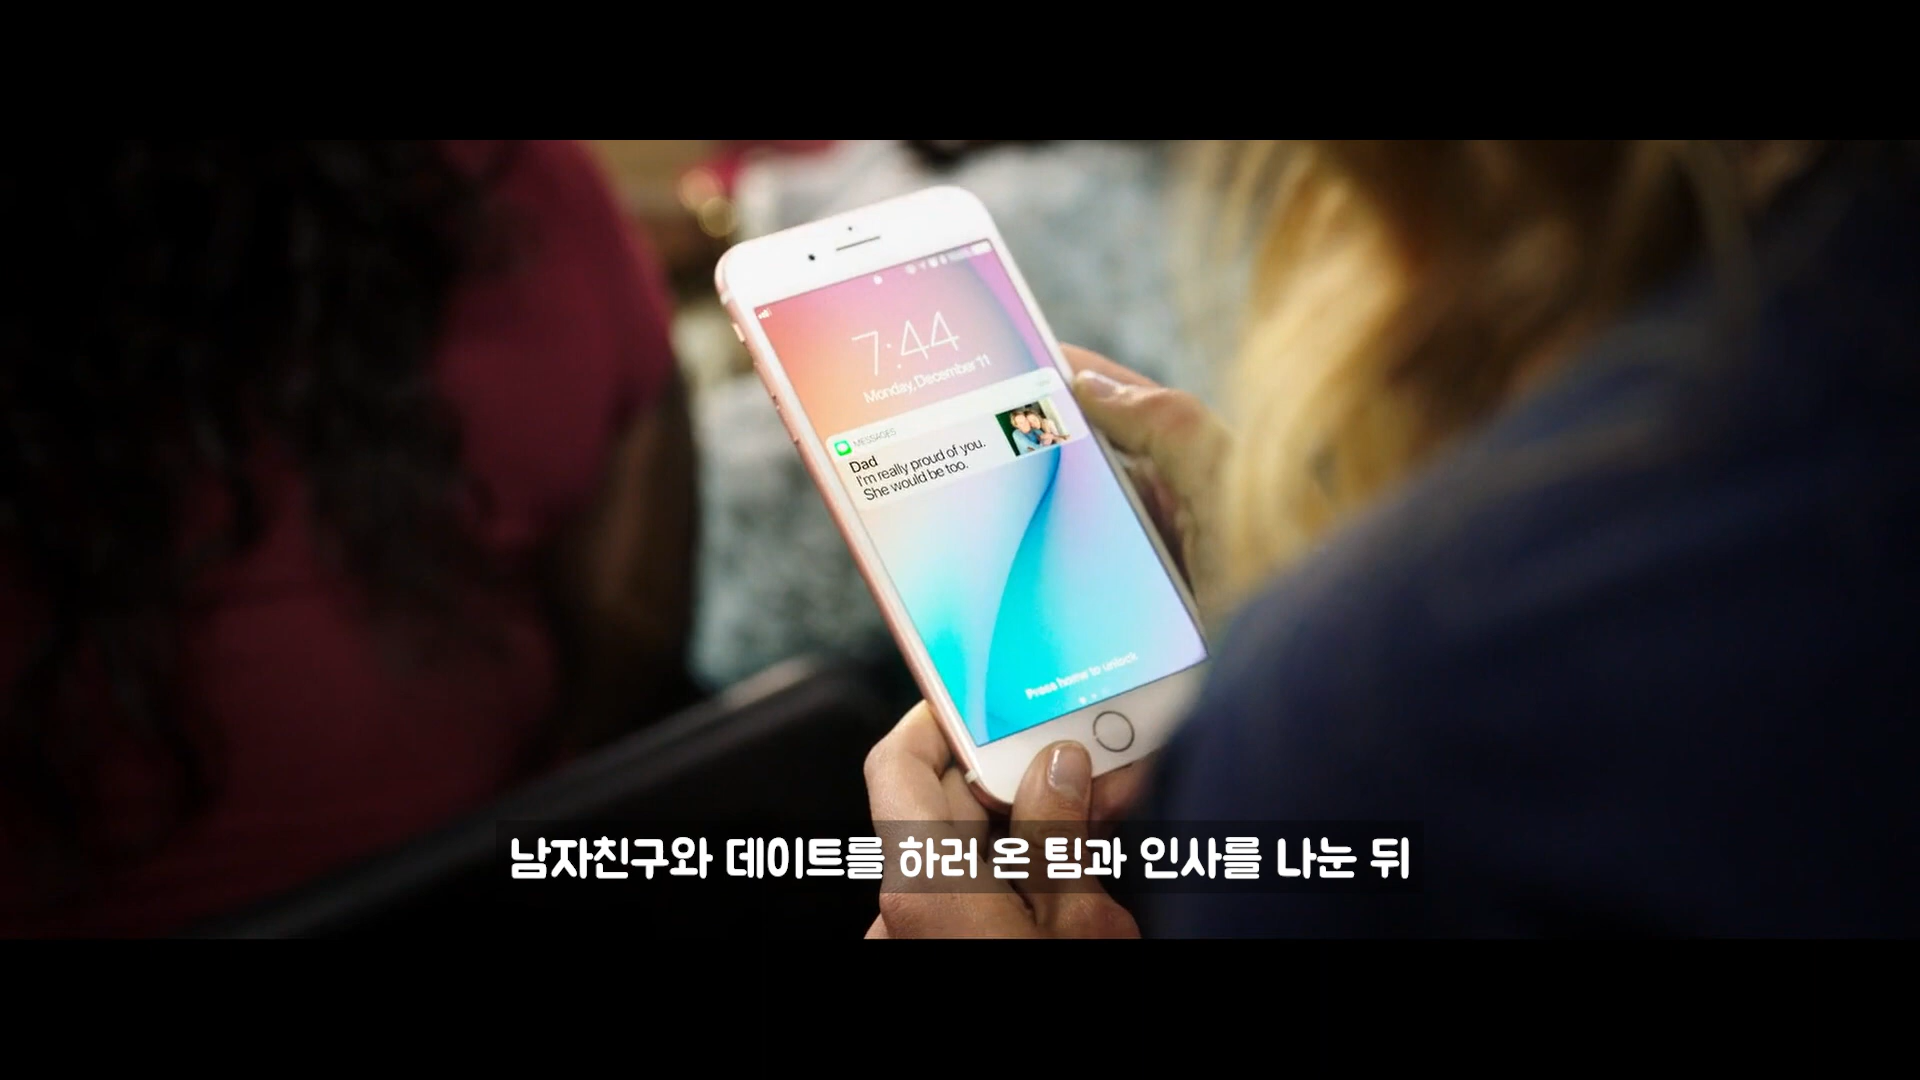 7:44
Monday, December 11
MESSAGES
Dad
I'm really proud of you.
She would be too.
Press home to unlock
남자친구와 데이트를 하러 온 팀과 인사를 나눈 뒤